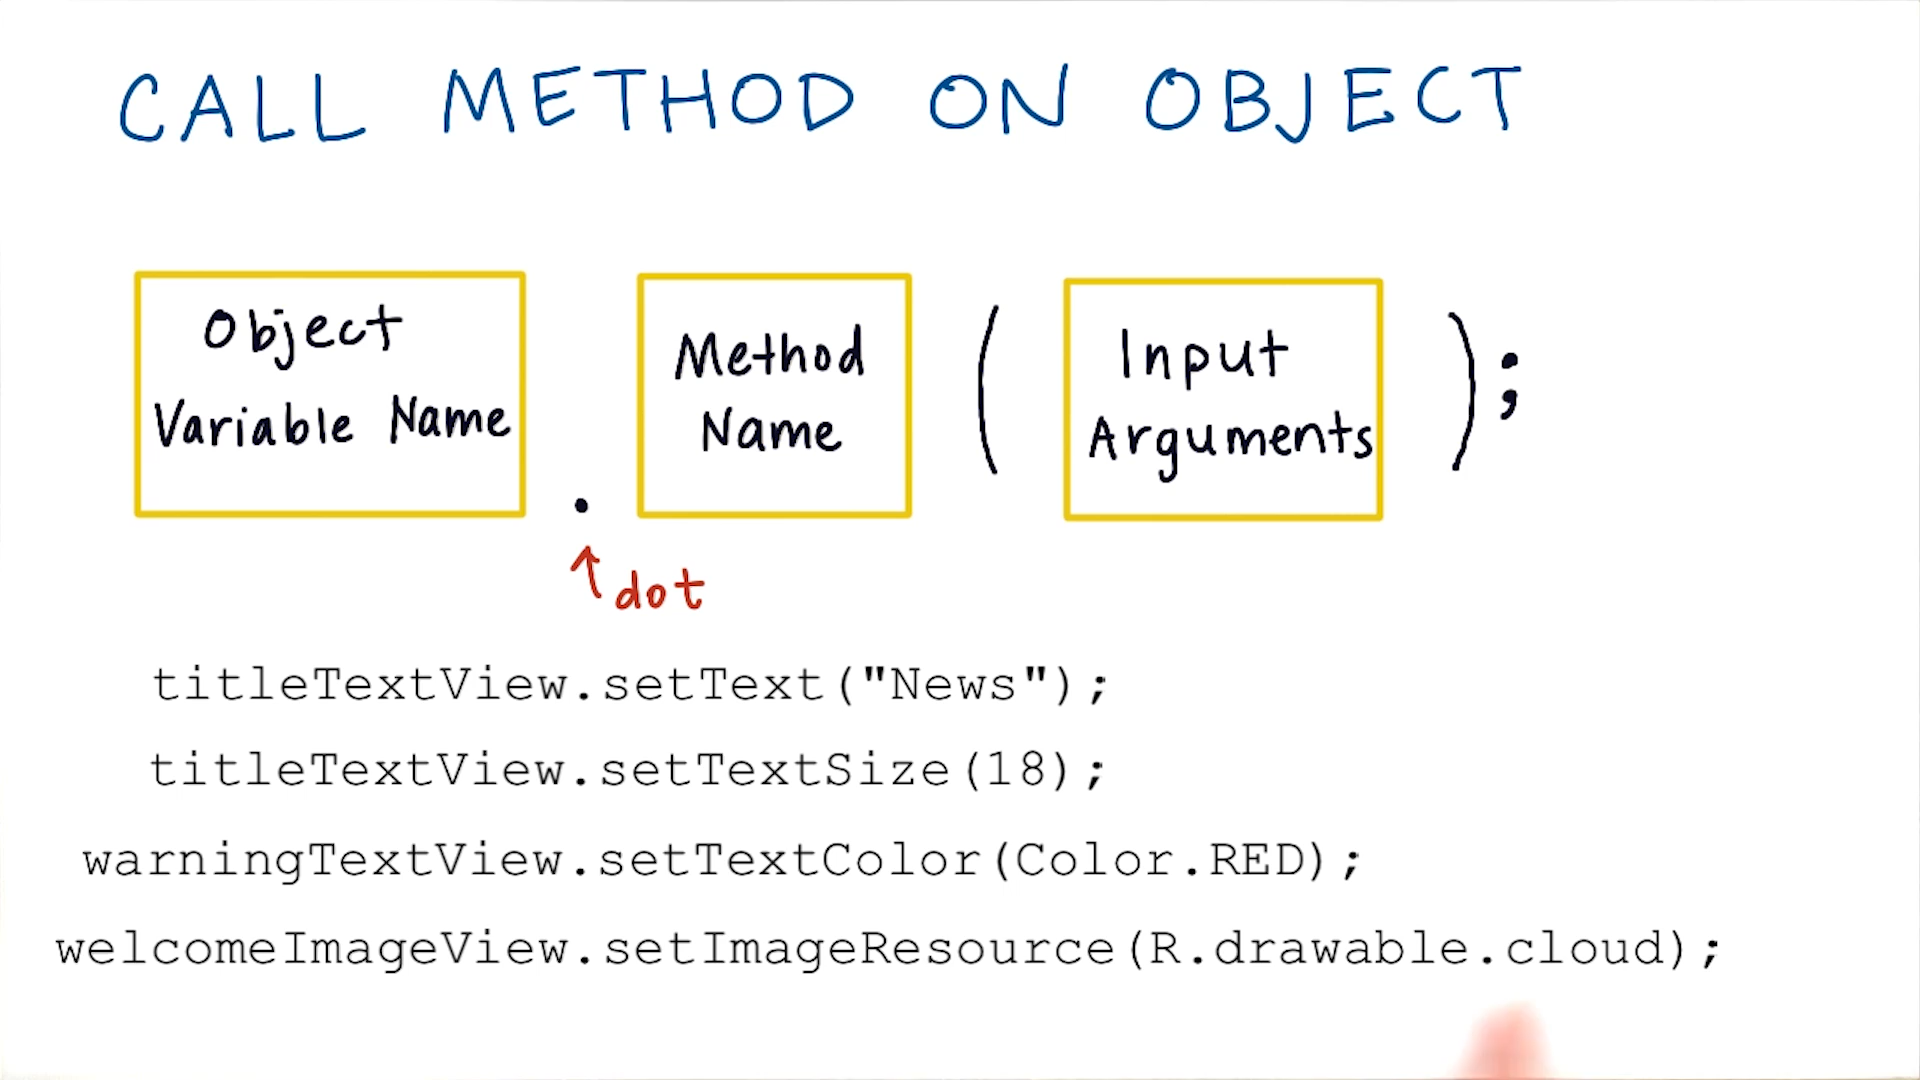 CALL METHOD ON OBJECT
Object
Variable Name
.
Method
Name
(
Input
Arguments
);
↑dot
titleTextView.setText("News");
titleTextView.setTextSize(18);
warningTextView.setTextColor(Color.RED);
welcomeImageView.setImageResource(R.drawable.cloud);